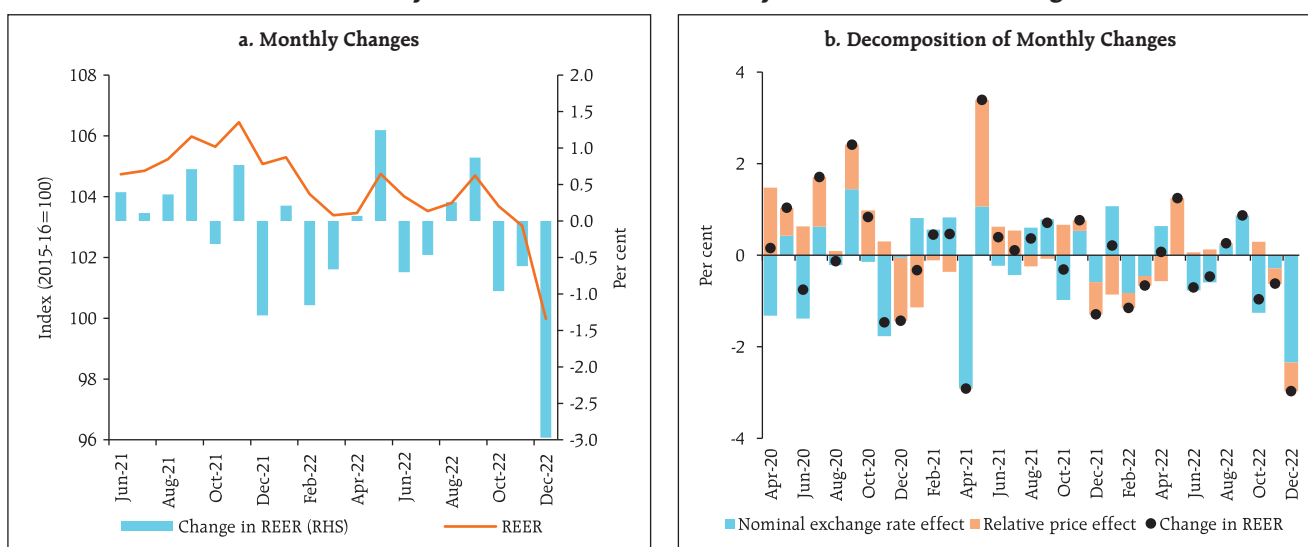 a. Monthly Changes
108
106
104
102
100
98
96
Index (2015-16=100)
2.0
1.5
1.0
0.5
0.0
-0.5
-1.0
-1.5
-2.0
-2.5
-3.0
Per cent
Jun-21
Aug-21
Oct-21
Dec-21
Feb-22
Apr-22
Jun-22
Aug-22
Oct-22
Dec-22
Change in REER (RHS)
REER
b. Decomposition of Monthly Changes
4
2
0
-2
-4
Per cent
Apr-20
Jun-20
Aug-20
Oct-20
Dec-20
Feb-21
Apr-21
Jun-21
Aug-21
Oct-21
Dec-21
Feb-22
Apr-22
Jun-22
Aug-22
Oct-22
Dec-22
Nominal exchange rate effect
Relative price effect
Change in REER